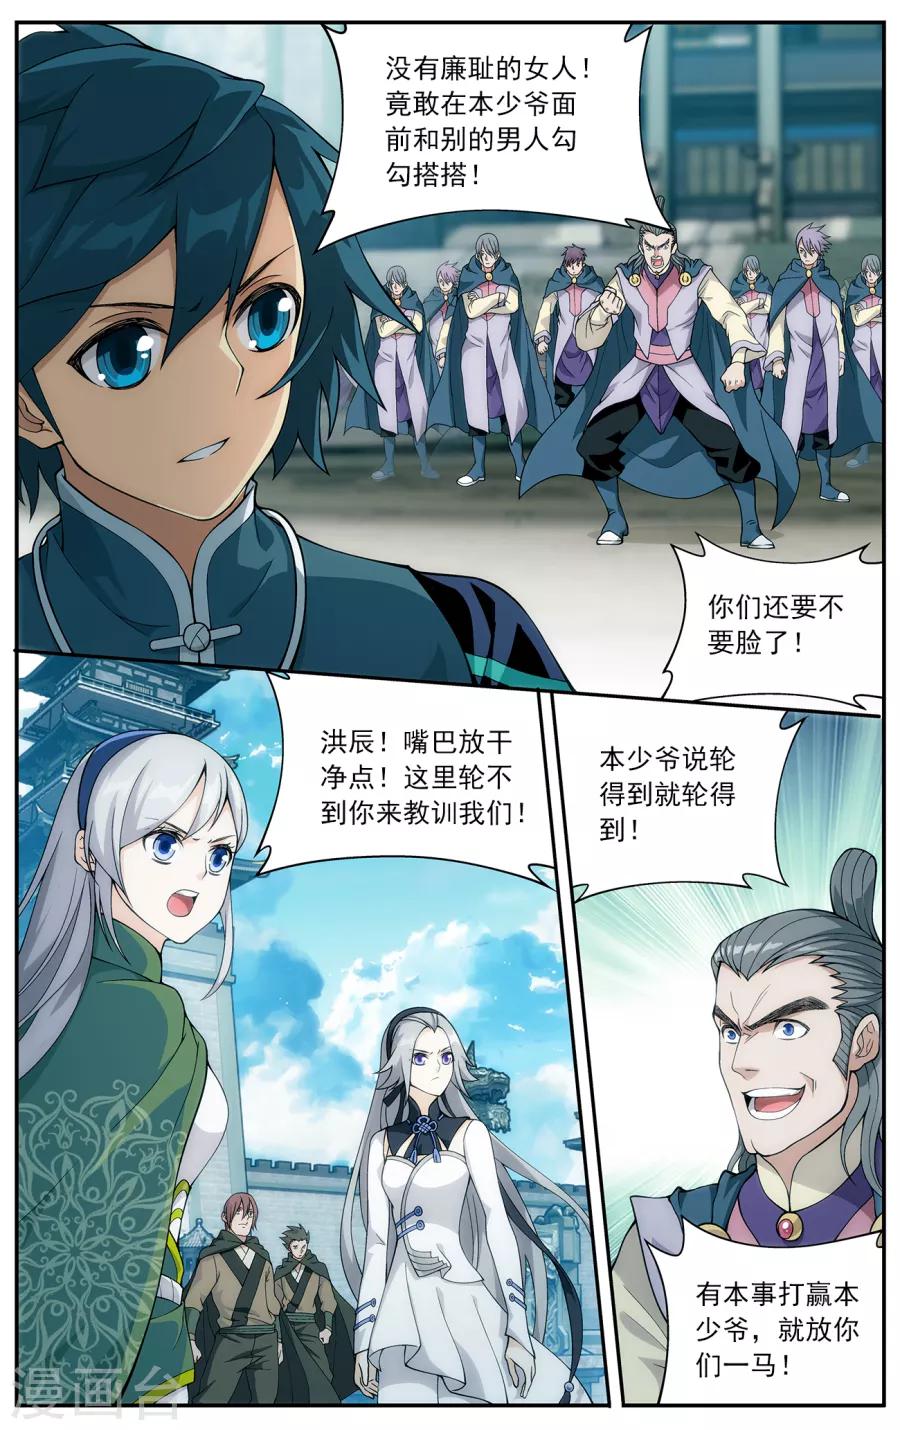 没有廉耻的女人！
竟敢在本少爷面
前和别的男人勾
勾搭搭！
你们还要不
要脸了！
洪辰！嘴巴放干
净点！这里轮不
到你来教训我们！
本少爷说轮
得到就轮得
到！
有本事打赢本
少爷，就放你
们一马！
漫画台